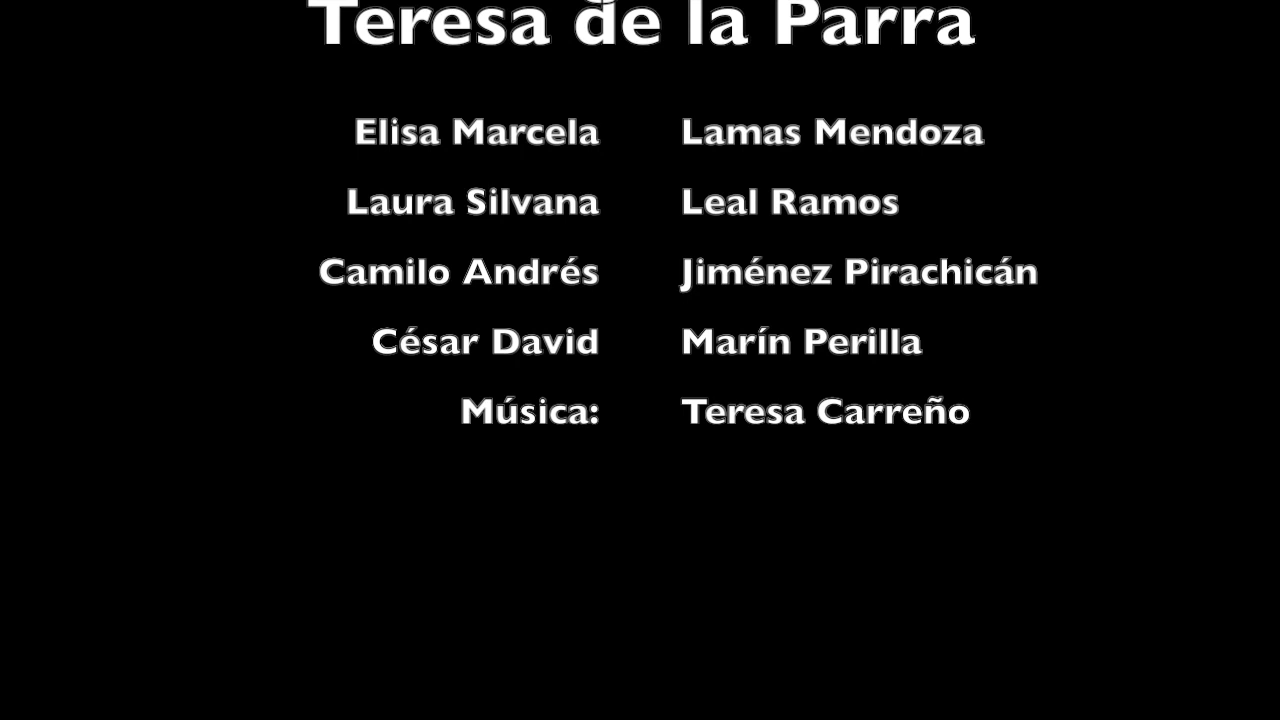 Teresa de la Parra
Elisa Marcela Lamas Mendoza
Laura Silvana Leal Ramos
Camilo Andrés Jiménez Pirachicán
César David Marín Perilla
Música: Teresa Carreño